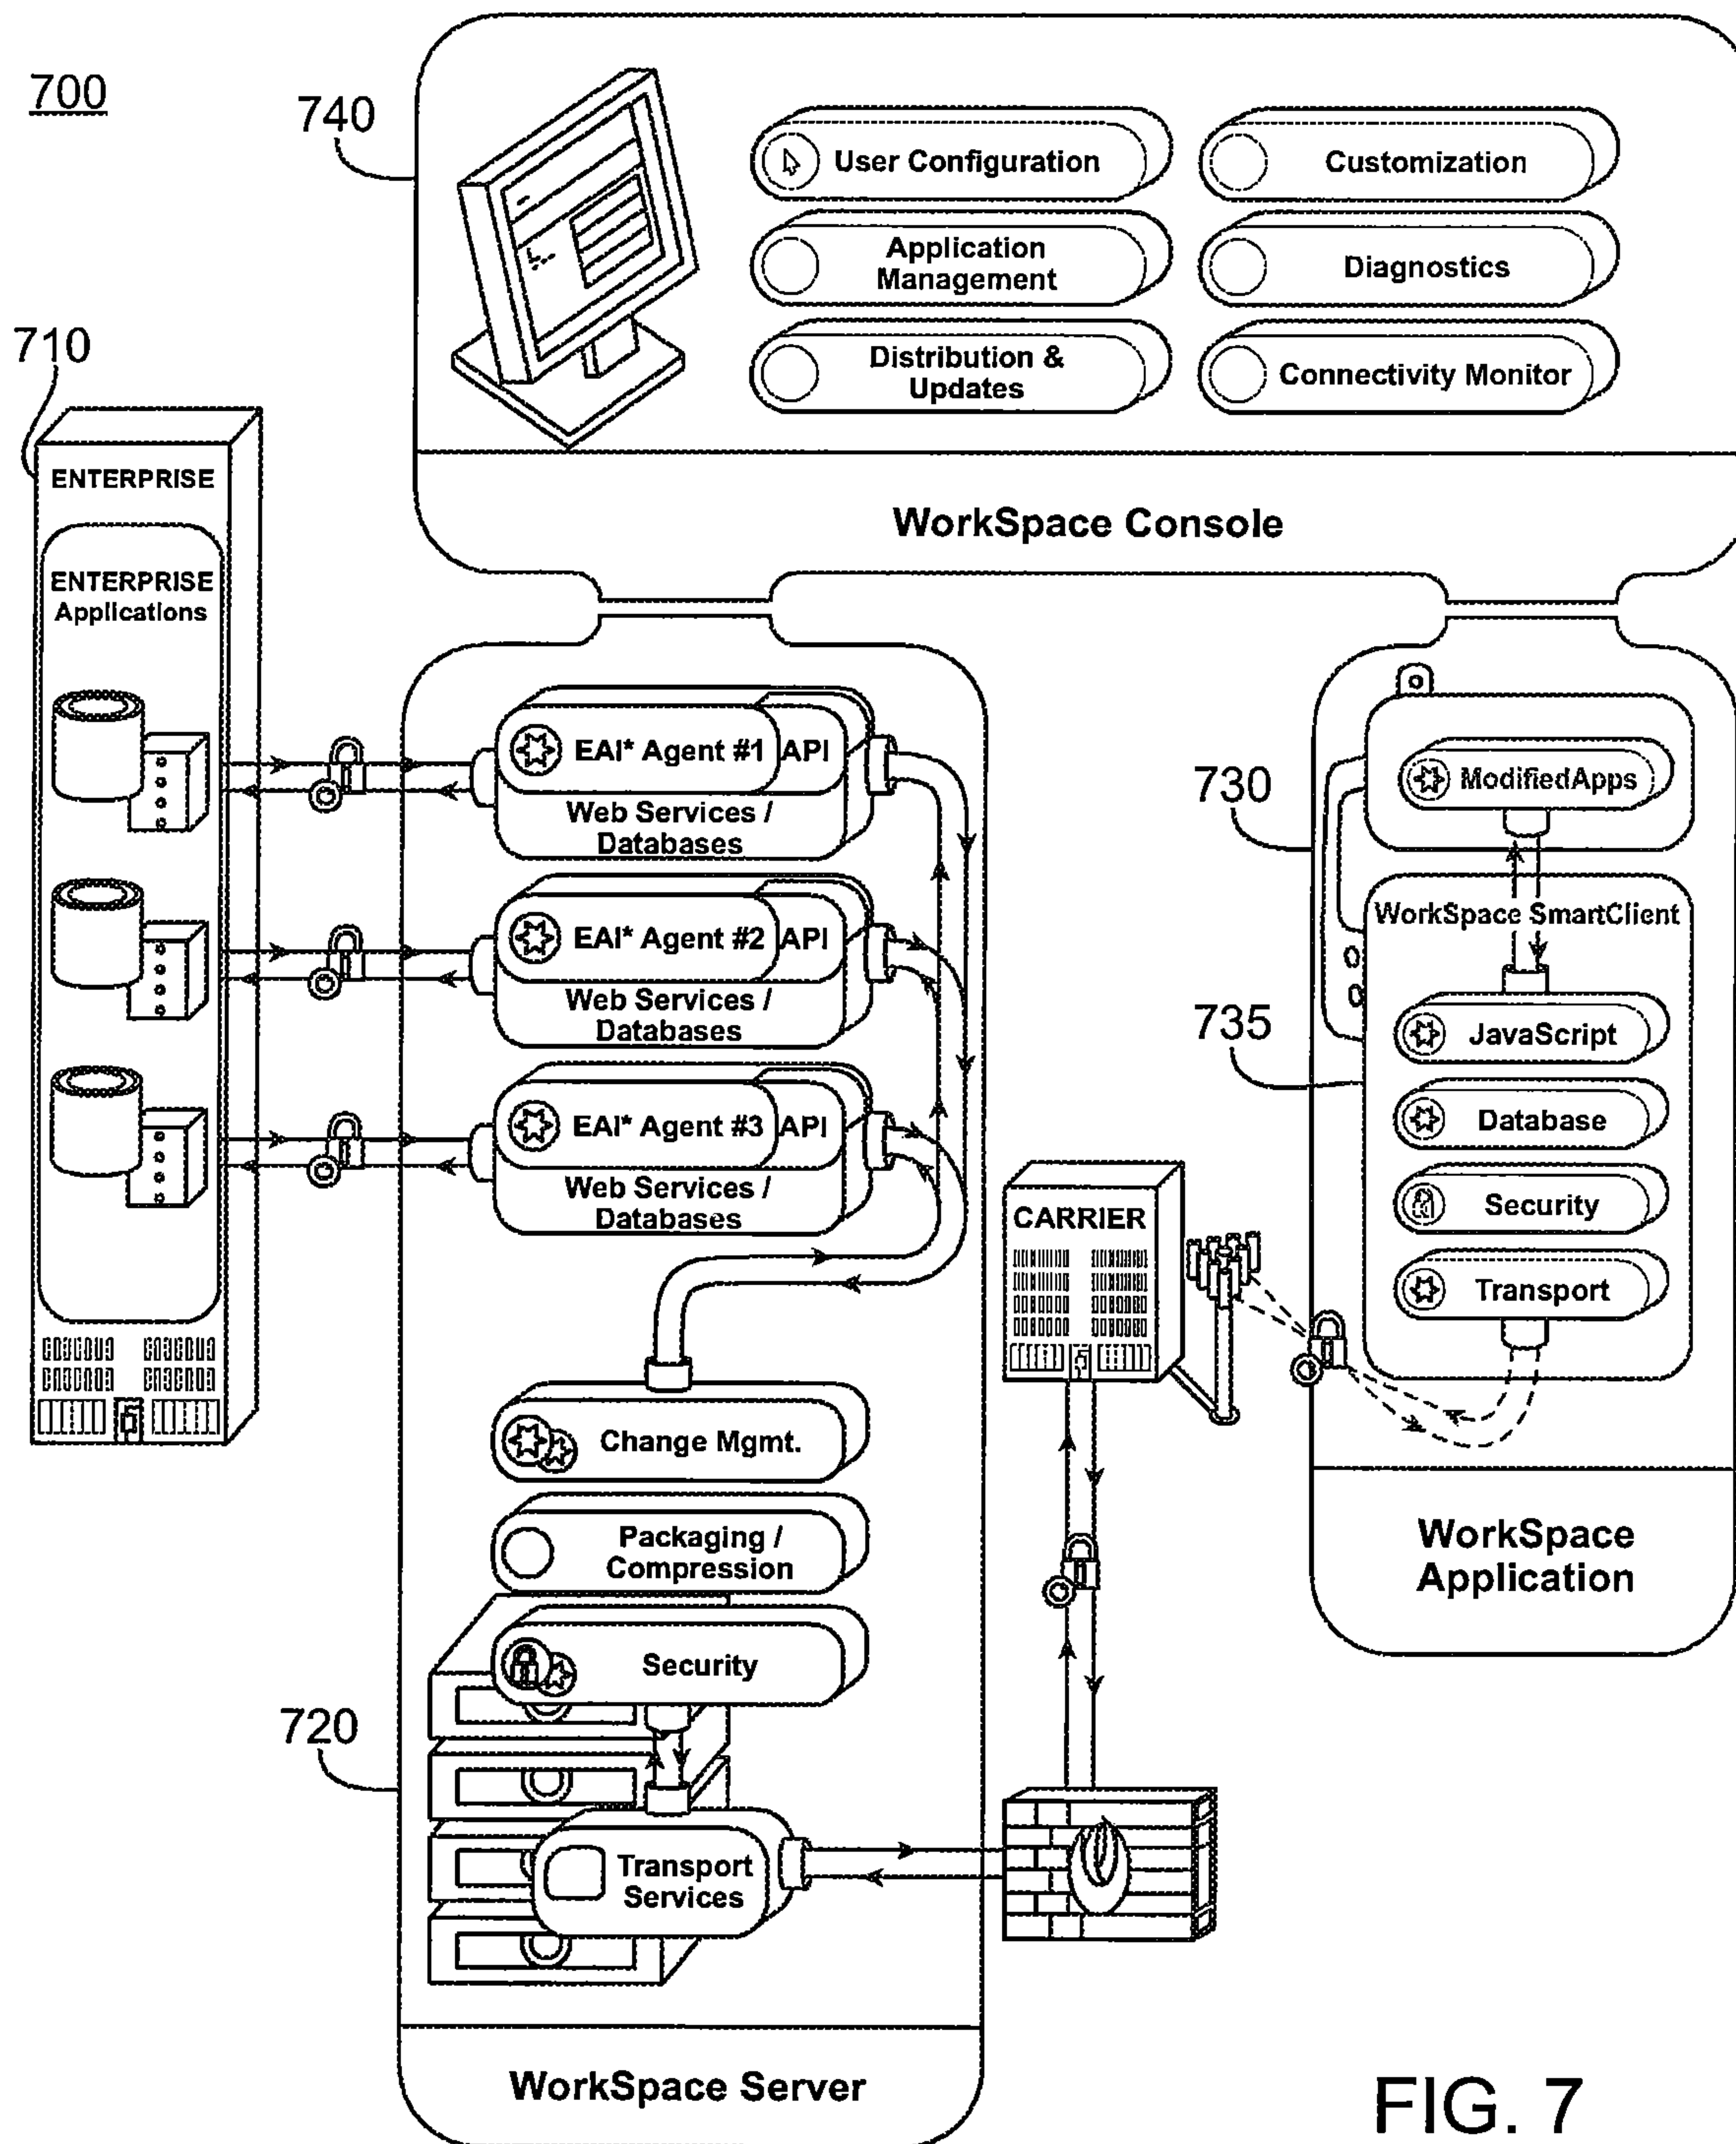 700
740
User Configuration
Customization
Application
Management
Diagnostics
Distribution &
Updates
Connectivity Monitor
WorkSpace Console
710
ENTERPRISE
ENTERPRISE
Applications
EAI* Agent #1
API
Web Services /
Databases
EAI* Agent #2
API
Web Services /
Databases
EAI* Agent #3
API
Web Services /
Databases
Change Mgmt.
Packaging /
Compression
Security
720
Transport
Services
WorkSpace Server
CARRIER
730
ModifiedApps
WorkSpace SmartClient
735
JavaScript
Database
Security
Transport
WorkSpace
Application
FIG. 7